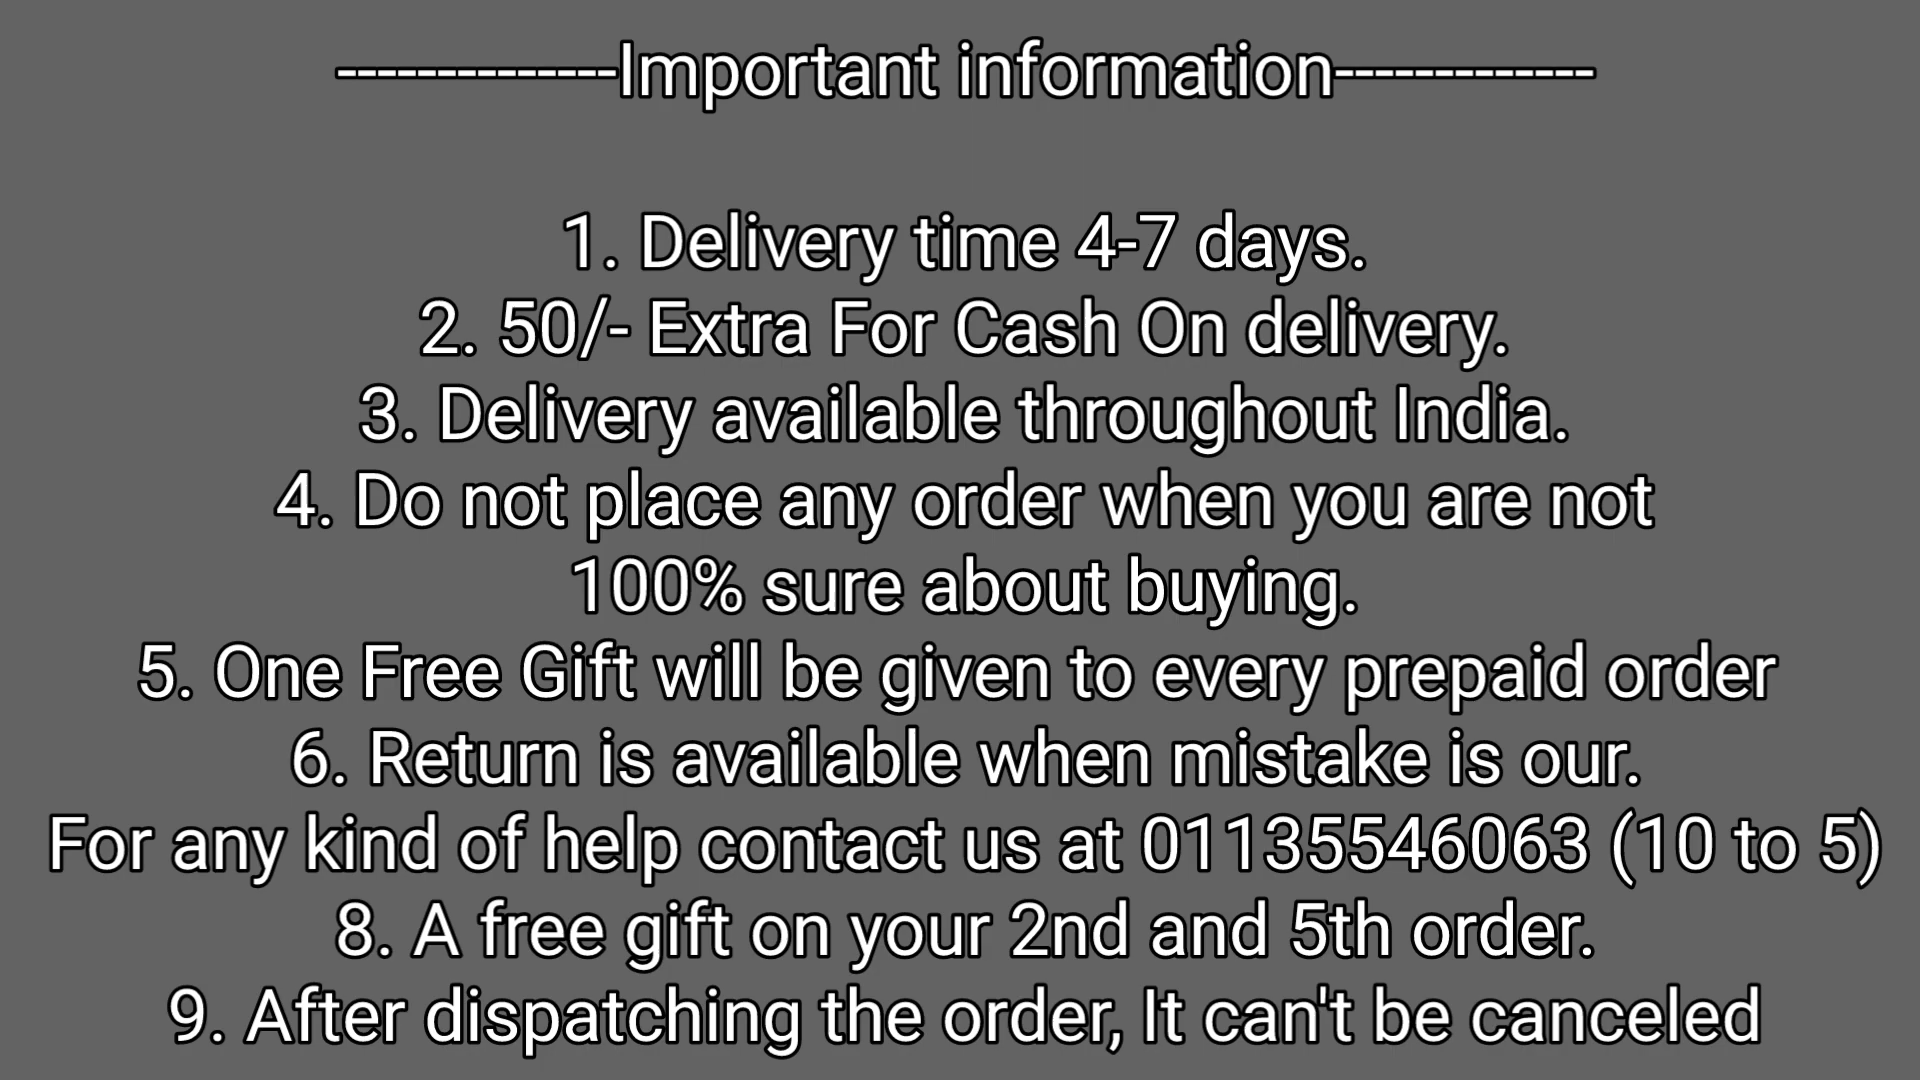 --------------Important information-------------
1. Delivery time 4-7 days.
2. 50/- Extra For Cash On delivery.
3. Delivery available throughout India.
4. Do not place any order when you are not
100% sure about buying.
5. One Free Gift will be given to every prepaid order
6. Return is available when mistake is our.
For any kind of help contact us at 01135546063 (10 to 5)
8. A free gift on your 2nd and 5th order.
9. After dispatching the order, It can't be canceled